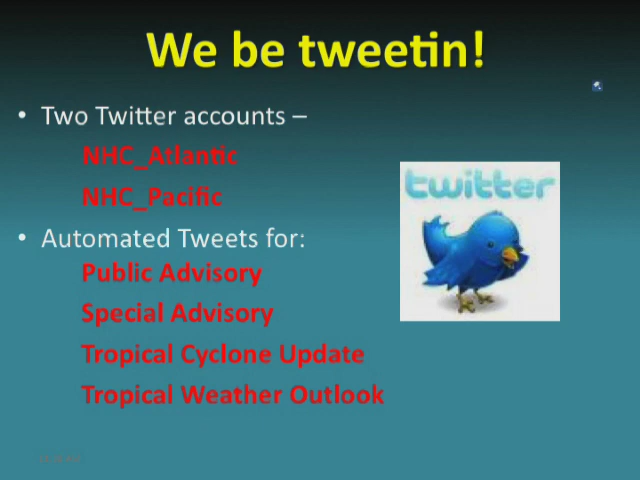 We be tweetin!
• Two Twitter accounts –
NHC_Atlantic
NHC_Pacific
twitter
• Automated Tweets for:
Public Advisory
Special Advisory
Tropical Cyclone Update
Tropical Weather Outlook